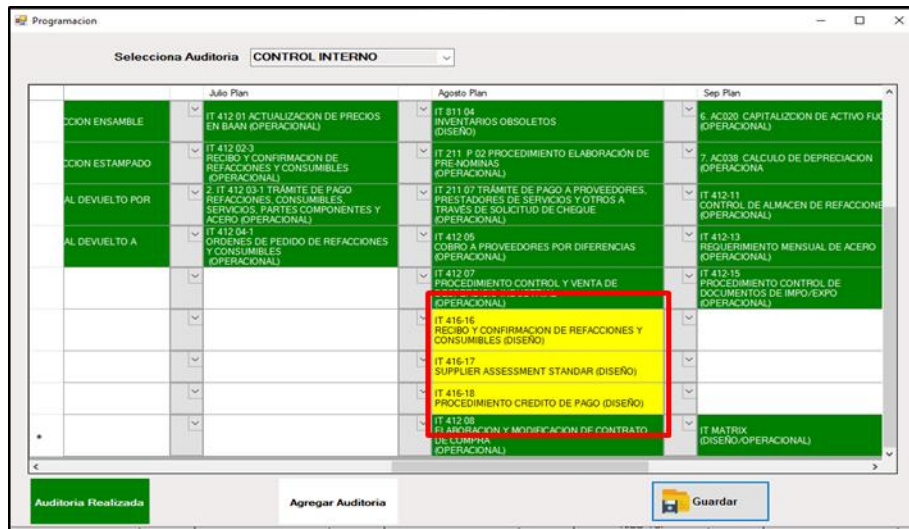 Programacion
Selecciona Auditoria CONTROL INTERNO
Julio Plan
Agosto Plan
Sep Plan
CCION ENSAMBLE
IT 412 01 ACTUALIZACION DE PRECIOS
EN BAAN (OPERACIONAL)
IT 811 04
INVENTARIOS OBSOLETOS
(DISEÑO)
6. AC020 CAPITALIZCION DE ACTIVO FIJO
(OPERACIONAL)
CCION ESTAMPADO
IT 412 02-3
RECIBO Y CONFIRMACION DE
REFACCIONES Y CONSUMIBLES
(OPERACIONAL)
IT 211 P 02 PROCEDIMIENTO ELABORACIÓN DE
PRE-NOMINAS
(OPERACIONAL)
7. AC038 CALCULO DE DEPRECIACION
(OPERACIONA
AL DEVUELTO POR
2. IT 412 03-1 TRÁMITE DE PAGO
REFACCIONES, CONSUMIBLES,
SERVICIOS, PARTES COMPONENTES Y
ACERO (OPERACIONAL)
IT 211 07 TRÁMITE DE PAGO A PROVEEDORES,
PRESTADORES DE SERVICIOS Y OTROS A
TRAVÉS DE SOLICITUD DE CHEQUE
(OPERACIONAL)
IT 412-11
CONTROL DE ALMACEN DE REFACCIONE
(OPERACIONAL)
AL DEVUELTO A
IT 412 04-1
ORDENES DE PEDIDO DE REFACCIONES
Y CONSUMIBLES
(OPERACIONAL)
IT 412 05
COBRO A PROVEEDORES POR DIFERENCIAS
(OPERACIONAL)
IT 412-13
REQUERIMIENTO MENSUAL DE ACERO
(OPERACIONAL)
IT 412 07
PROCEDIMIENTO CONTROL Y VENTA DE
(OPERACIONAL)
IT 412-15
PROCEDIMIENTO CONTROL DE
DOCUMENTOS DE IMPO/EXPO
(OPERACIONAL)
IT 416-16
RECIBO Y CONFIRMACION DE REFACCIONES Y
CONSUMIBLES (DISEÑO)
IT 416-17
SUPPLIER ASSESSMENT STANDAR (DISEÑO)
IT 416-18
PROCEDIMIENTO CREDITO DE PAGO (DISEÑO)
IT 412 08
ELABORACION Y MODIFICACION DE CONTRATO
DE COMPRA
(OPERACIONAL)
IT MATRIX
(DISEÑO/OPERACIONAL)
Auditoria Realizada
Agregar Auditoria
Guardar